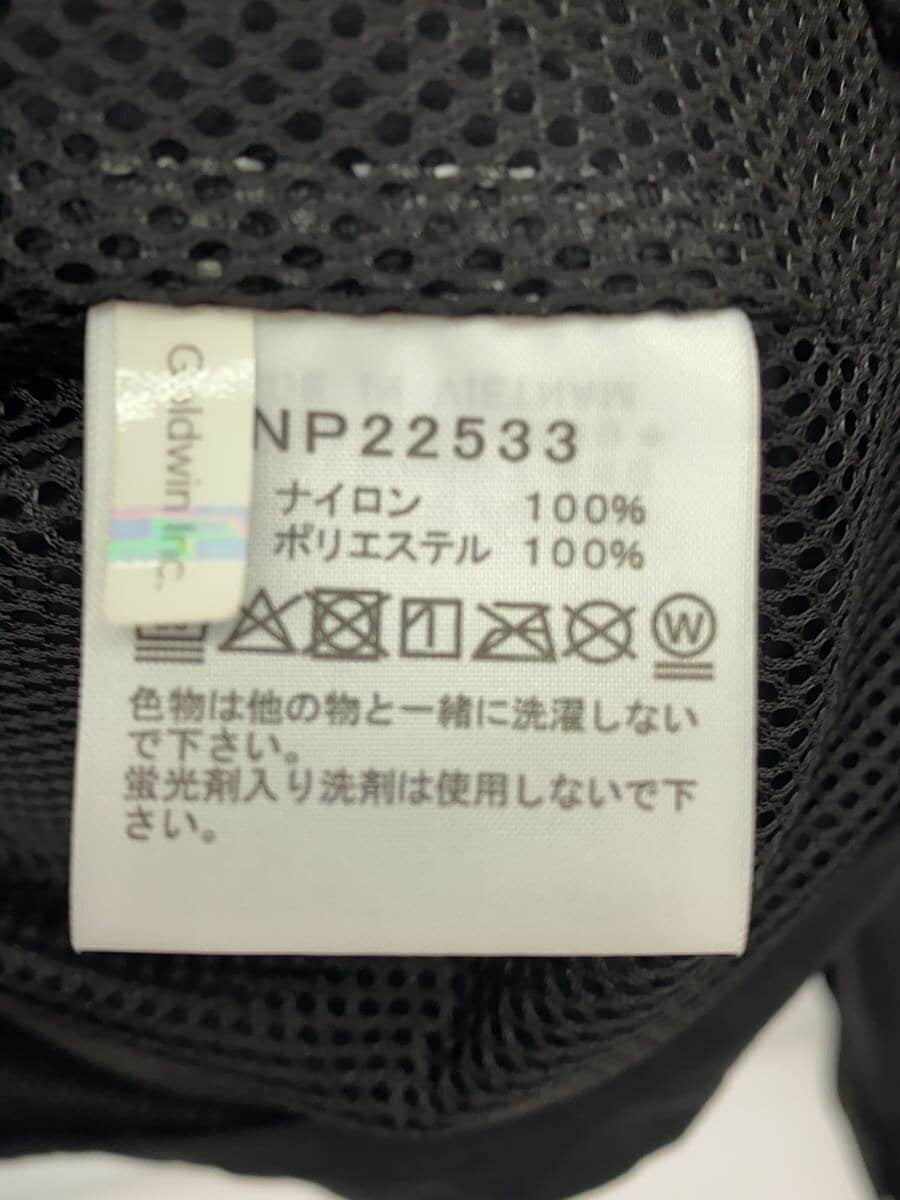 Goldwin Inc.
NP22533
ナイロン 100%
ポリエステル 100%
W
色物は他の物と一緒に洗濯しない
で下さい。
蛍光剤入り洗剤は使用しないで下
さい。